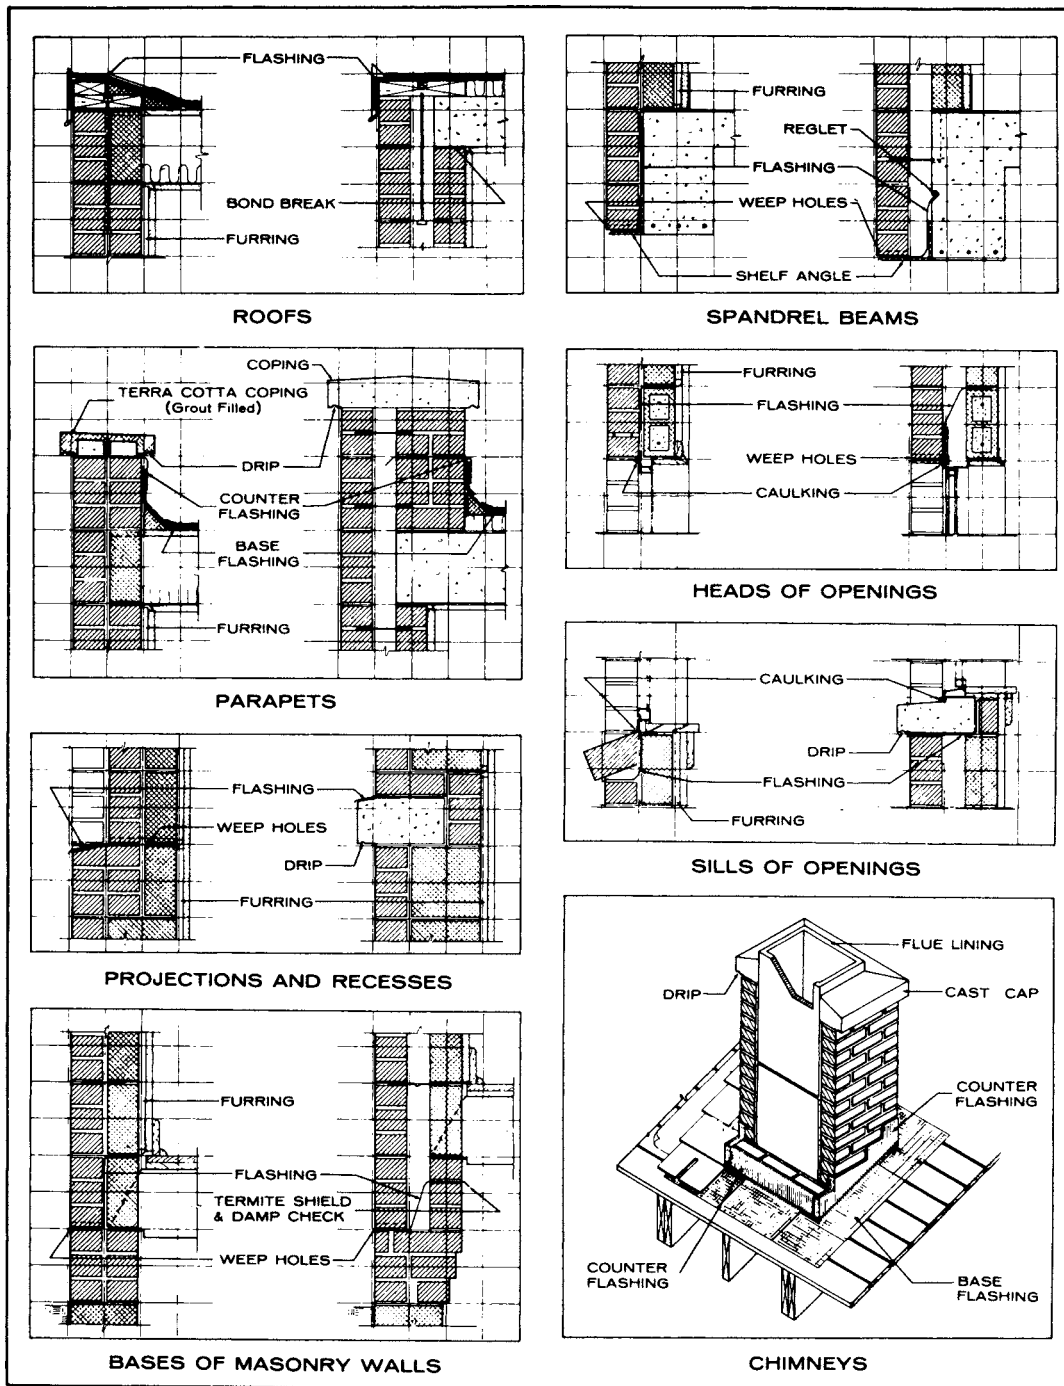 FLASHING
BOND BREAK
FURRING
ROOFS
FURRING
REGLET
FLASHING
WEEP HOLES
SHELF ANGLE
SPANDREL BEAMS
COPING
TERRA COTTA COPING
(Grout Filled)
DRIP
COUNTER
FLASHING
BASE
FLASHING
FURRING
PARAPETS
FURRING
FLASHING
WEEP HOLES
CAULKING
HEADS OF OPENINGS
CAULKING
DRIP
FLASHING
FURRING
SILLS OF OPENINGS
FLASHING
WEEP HOLES
DRIP
FURRING
PROJECTIONS AND RECESSES
FURRING
FLASHING
TERMITE SHIELD
& DAMP CHECK
WEEP HOLES
BASES OF MASONRY WALLS
FLUE LINING
DRIP
CAST CAP
COUNTER
FLASHING
COUNTER
FLASHING
BASE
FLASHING
CHIMNEYS